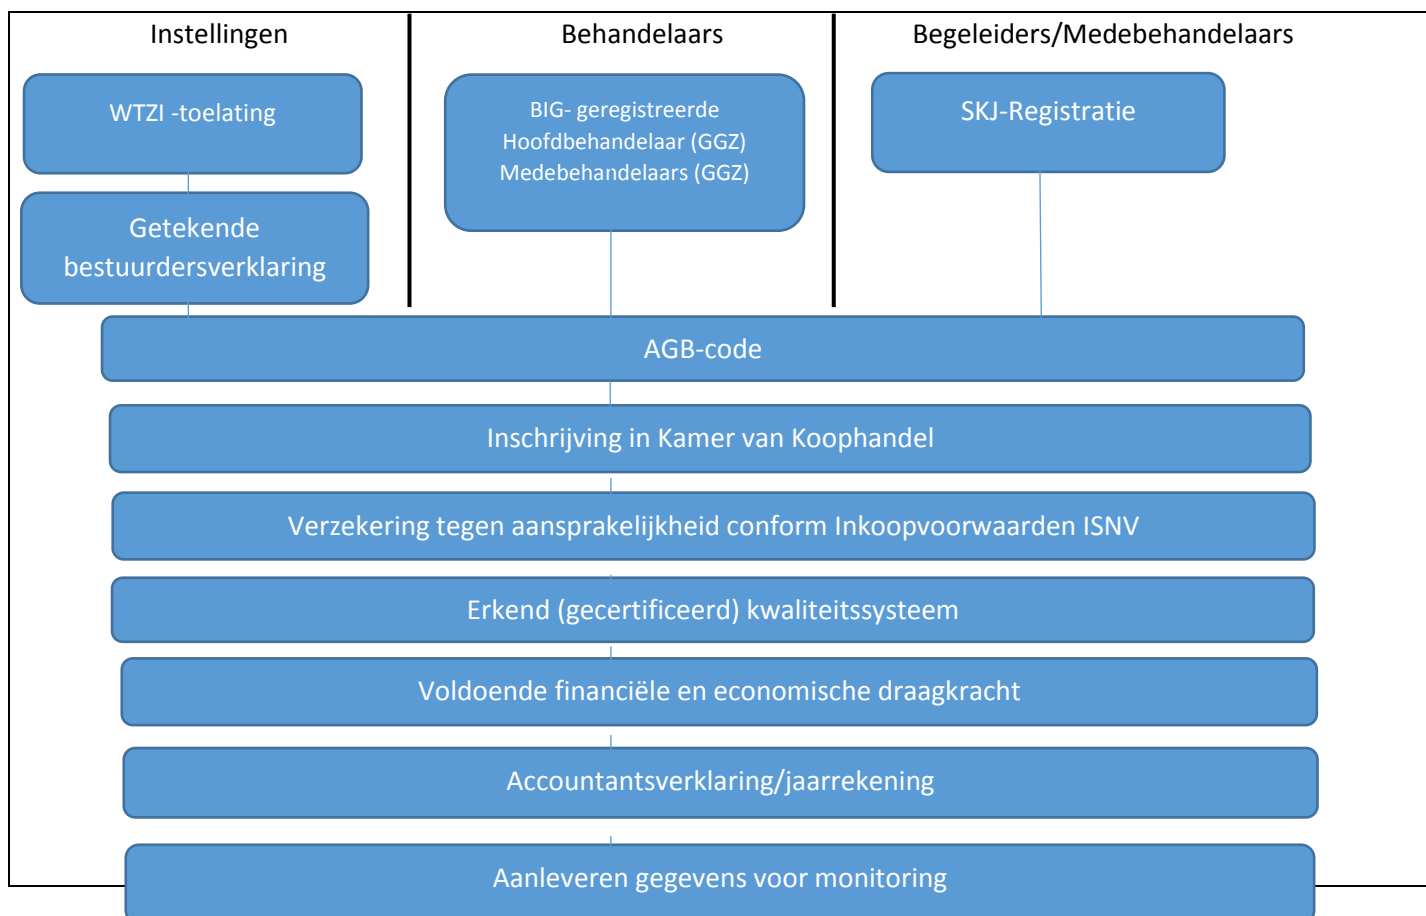 Instellingen
Behandelaars
Begeleiders/Medebehandelaars
WTZI -toelating
Getekende
bestuurdersverklaring
BIG- geregistreerde
Hoofdbehandelaar (GGZ)
Medebehandelaars (GGZ)
SKJ-Registratie
AGB-code
Inschrijving in Kamer van Koophandel
Verzekering tegen aansprakelijkheid conform Inkoopvoorwaarden ISNV
Erkend (gecertificeerd) kwaliteitssysteem
Voldoende financiële en economische draagkracht
Accountantsverklaring/jaarrekening
Aanleveren gegevens voor monitoring